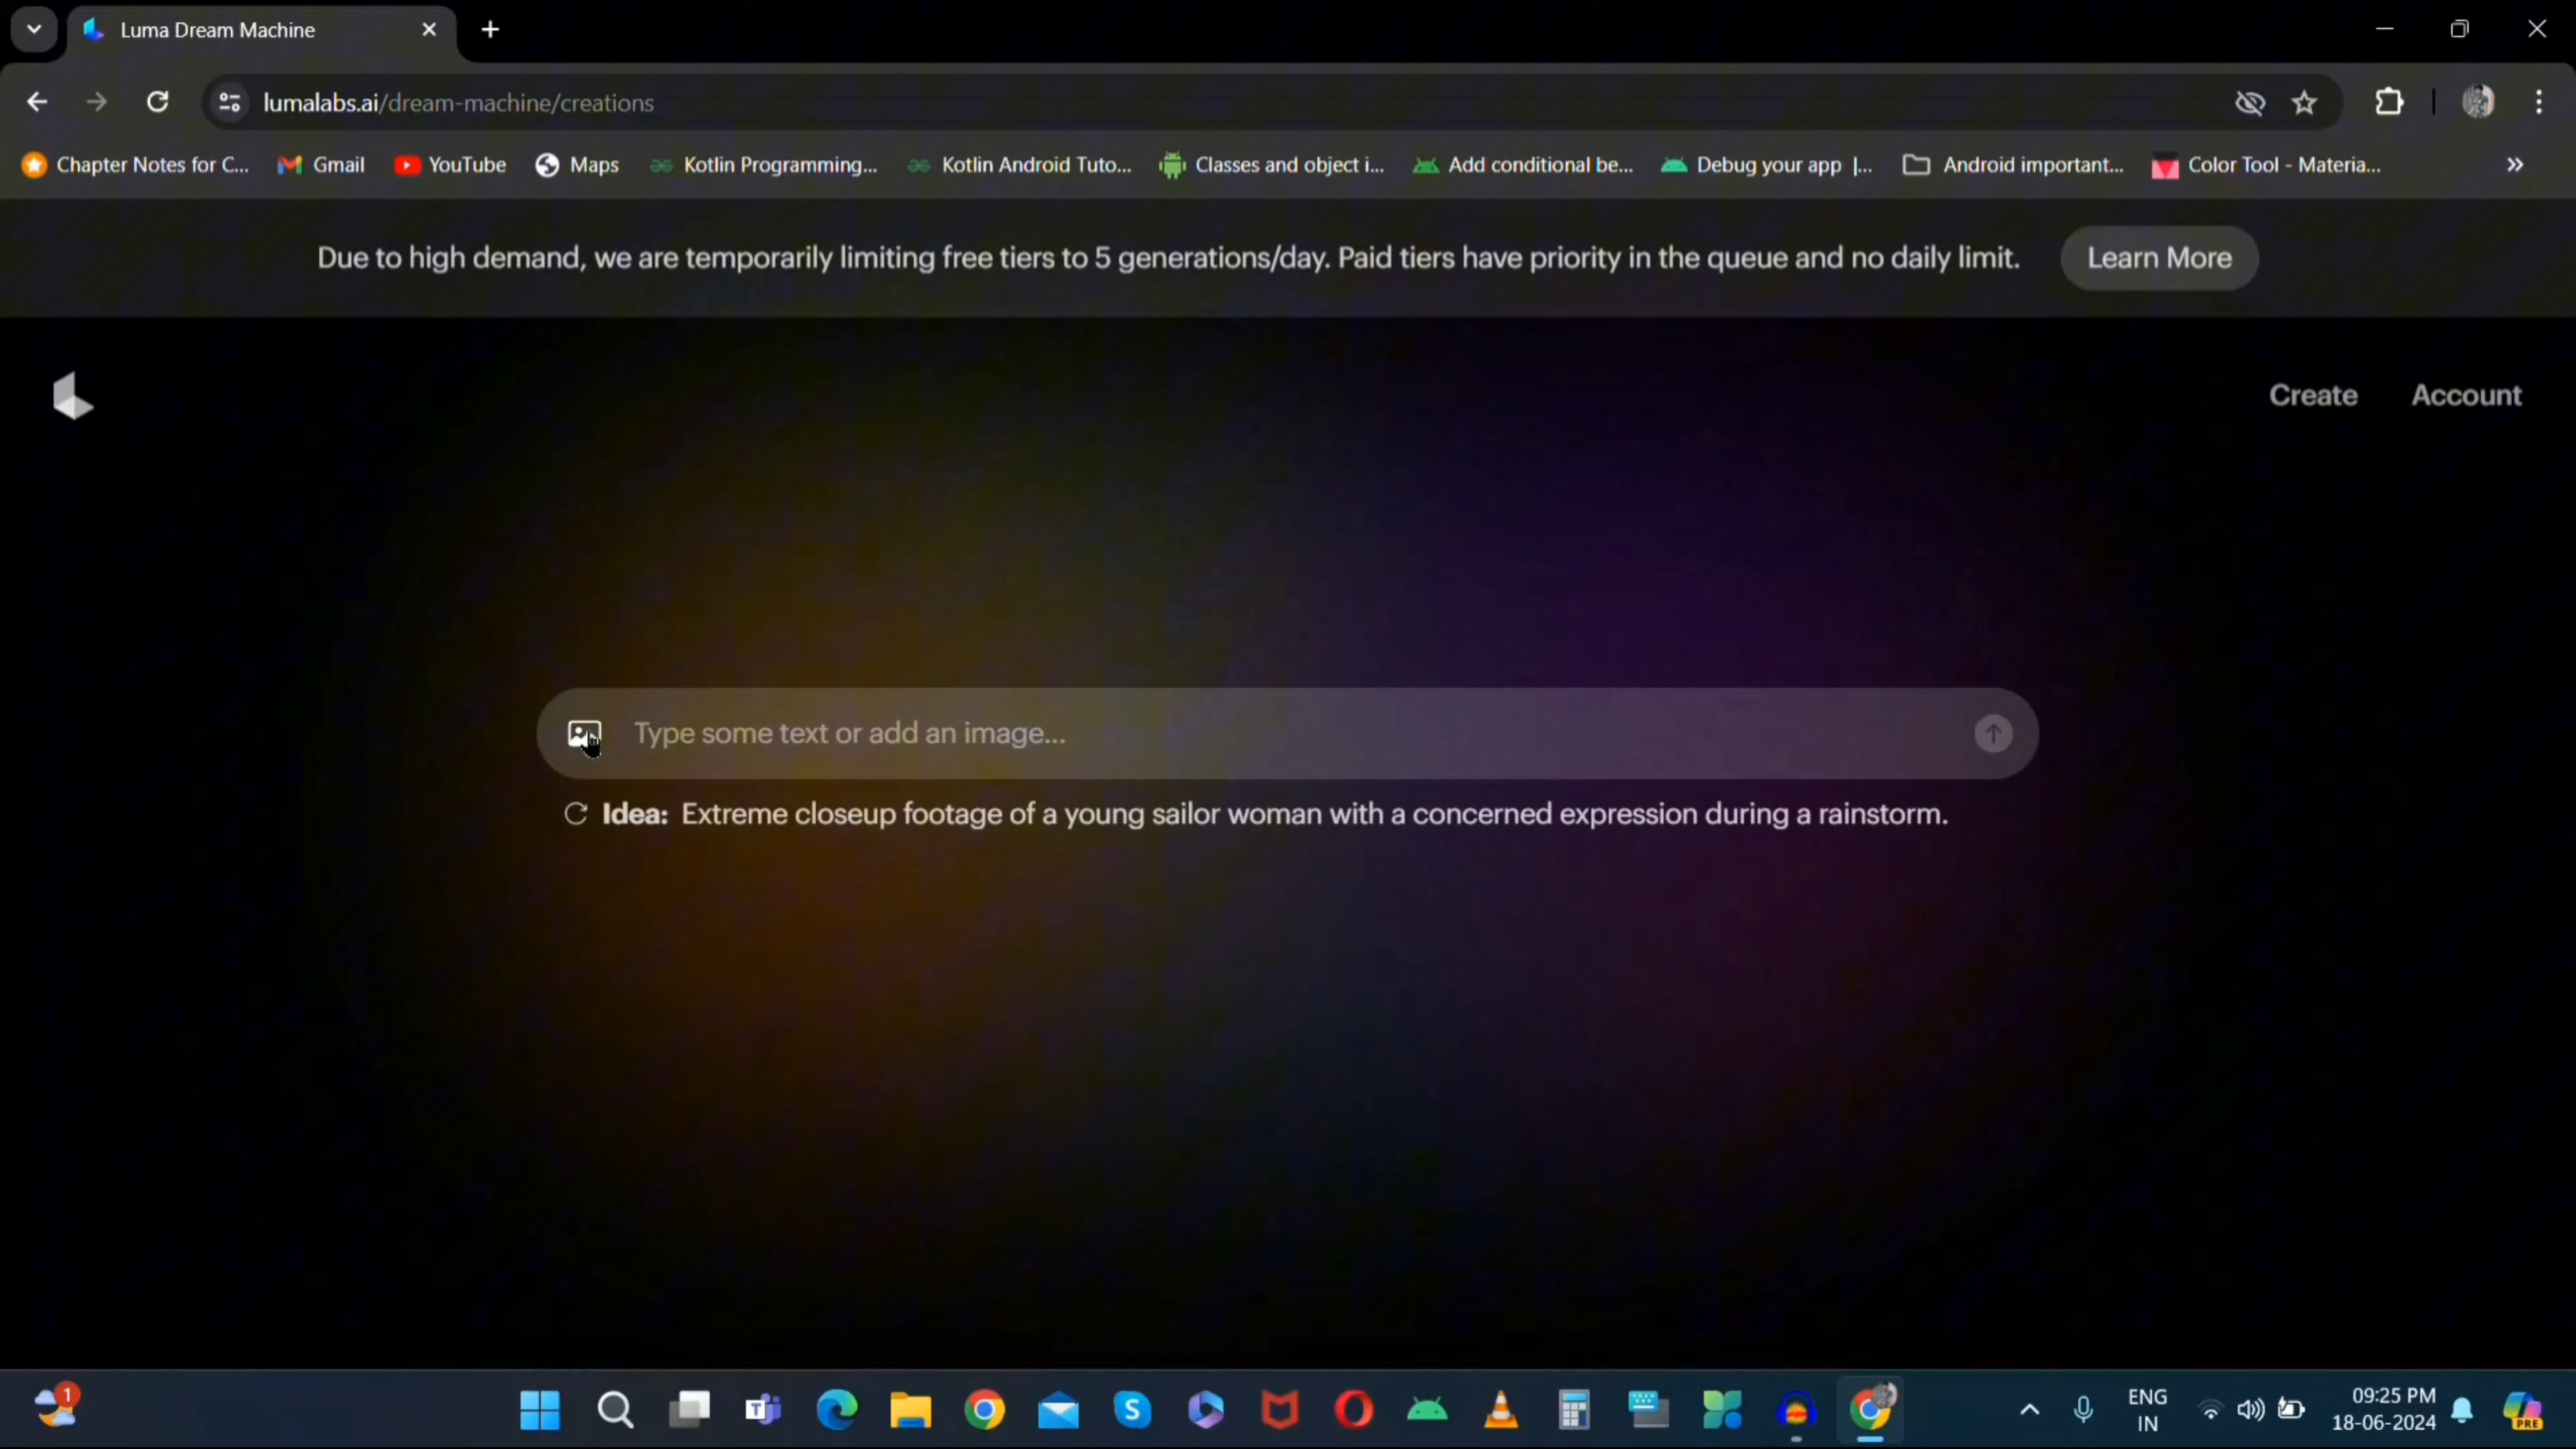 Luma Dream Machine
lumalabs.ai/dream-machine/creations
Chapter Notes for C... Gmail YouTube Maps Kotlin Programming... Kotlin Android Tuto... Classes and object i... Add conditional be... Debug your app |... Android important... Color Tool - Materia...
Due to high demand, we are temporarily limiting free tiers to 5 generations/day. Paid tiers have priority in the queue and no daily limit. Learn More
Create Account
Type some text or add an image...
Idea: Extreme closeup footage of a young sailor woman with a concerned expression during a rainstorm.
1
ENG 09:25 PM
IN 18-06-2024
PRE